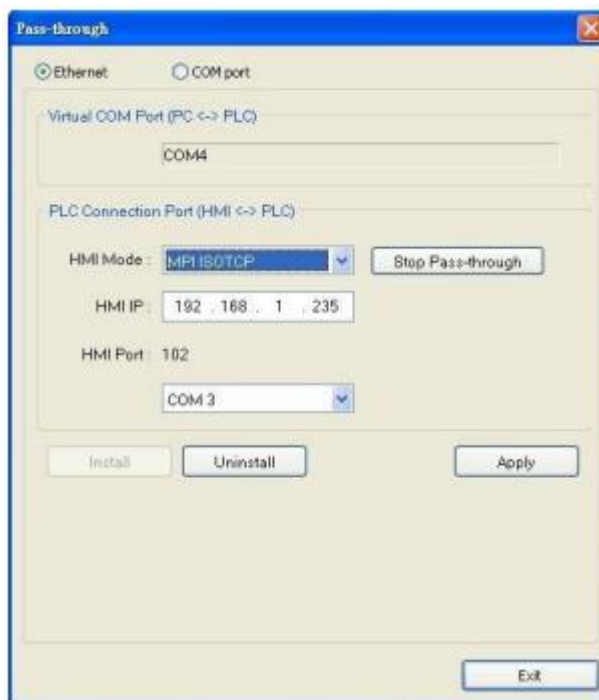 Pass-through
Ethernet COM port
Virtual COM Port (PC <-> PLC)
COM4
PLC Connection Port (HMI <-> PLC)
HMI Mode : MPI ISOTCP Stop Pass-through
HMI IP : 192 . 168 . 1 . 235
HMI Port : 102
COM 3
Install Uninstall Apply
Exit